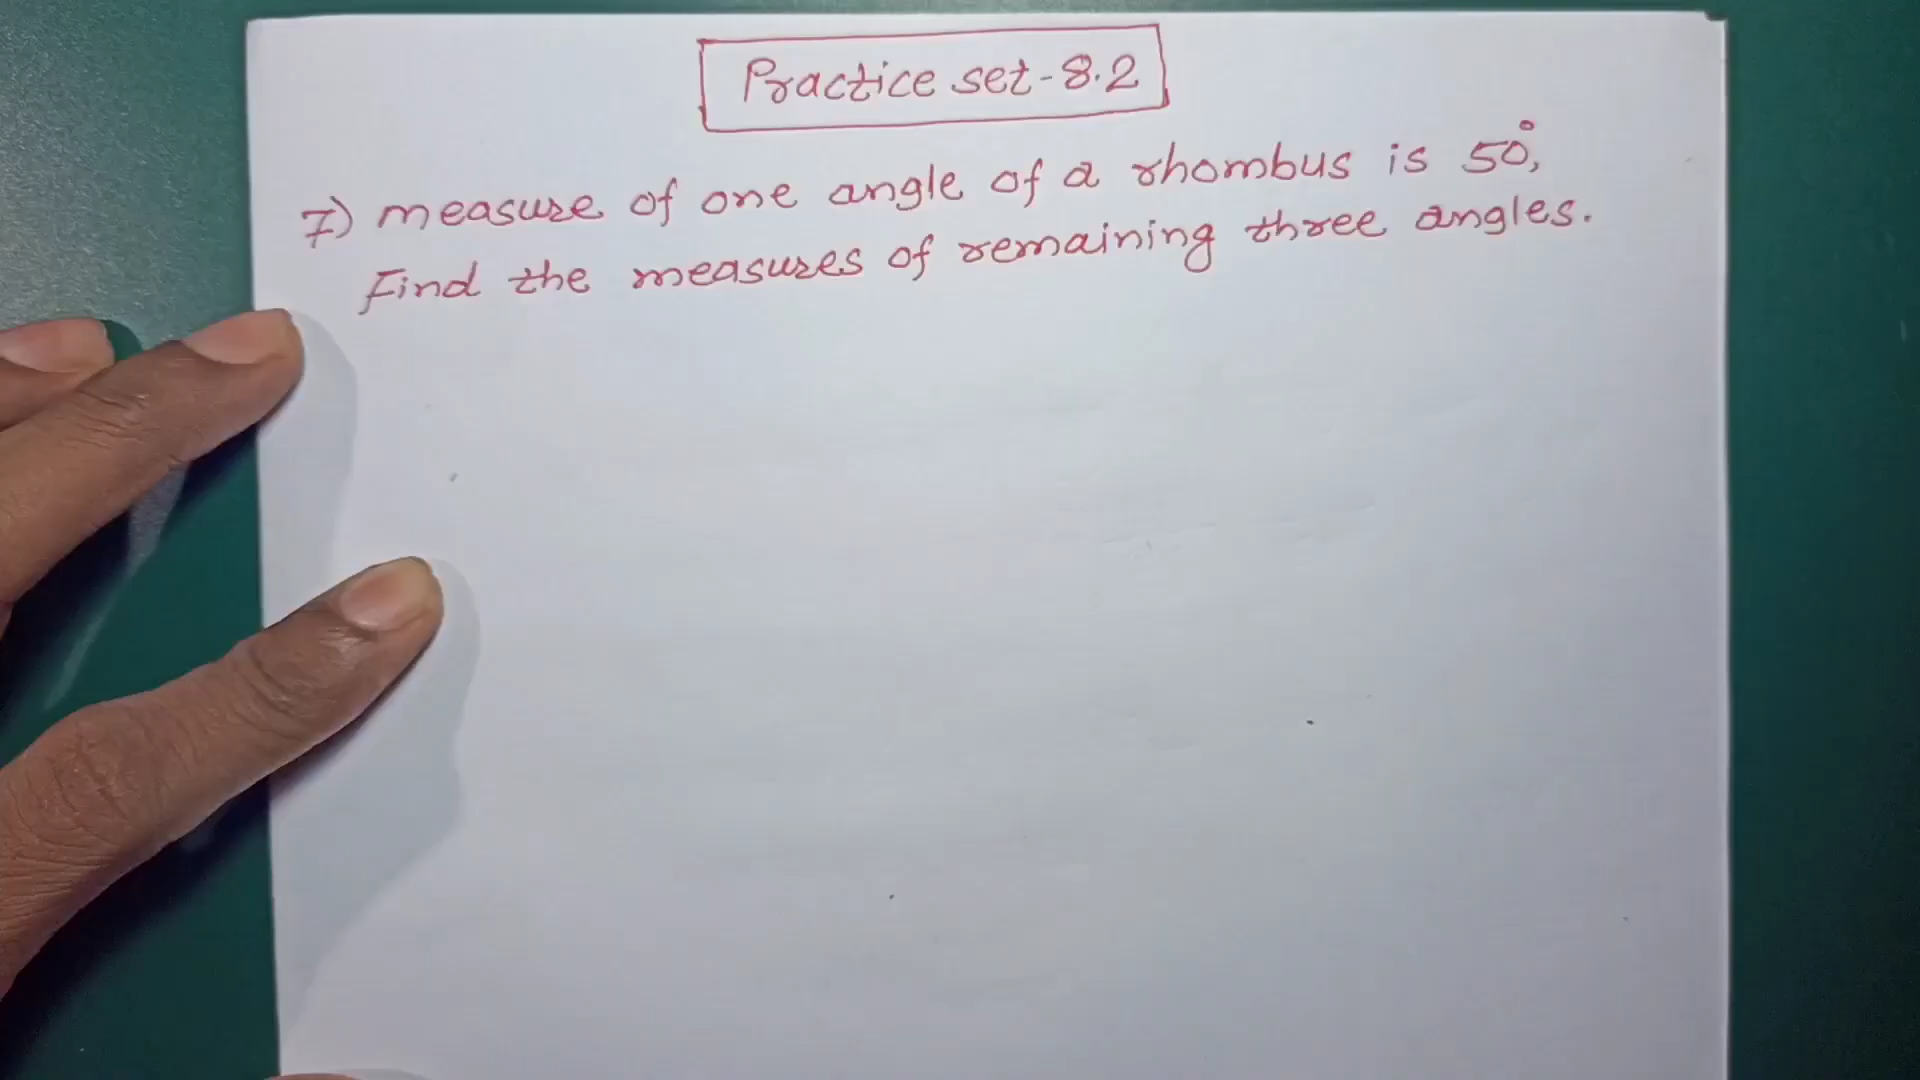 Practice set-8.2
7) measure of one angle of a rhombus is 50°,
Find the measures of remaining three angles.